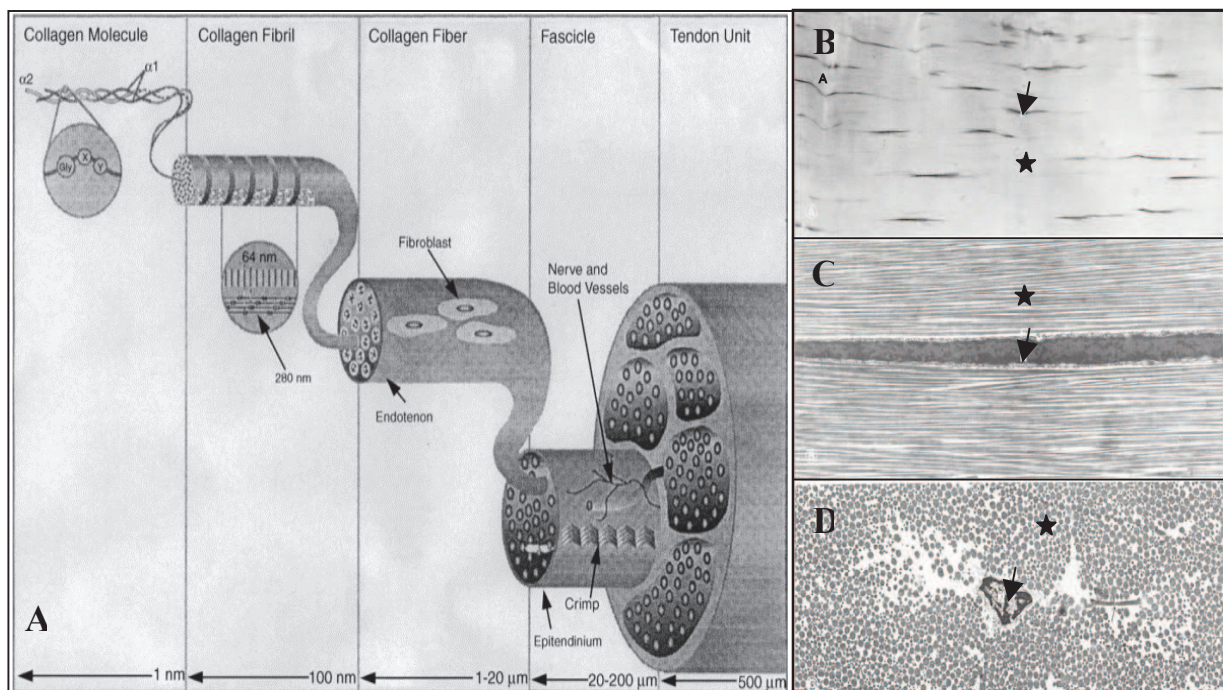 Collagen Molecule
Collagen Fibril
Collagen Fiber
Fascicle
Tendon Unit
α2
α1
Gly
X
Y
64 nm
280 nm
Fibroblast
Endotenon
Nerve and
Blood Vessels
Crimp
Epitendinium
A
1 nm
100 nm
1-20 µm
20-200 µm
500 µm
B
A
C
D